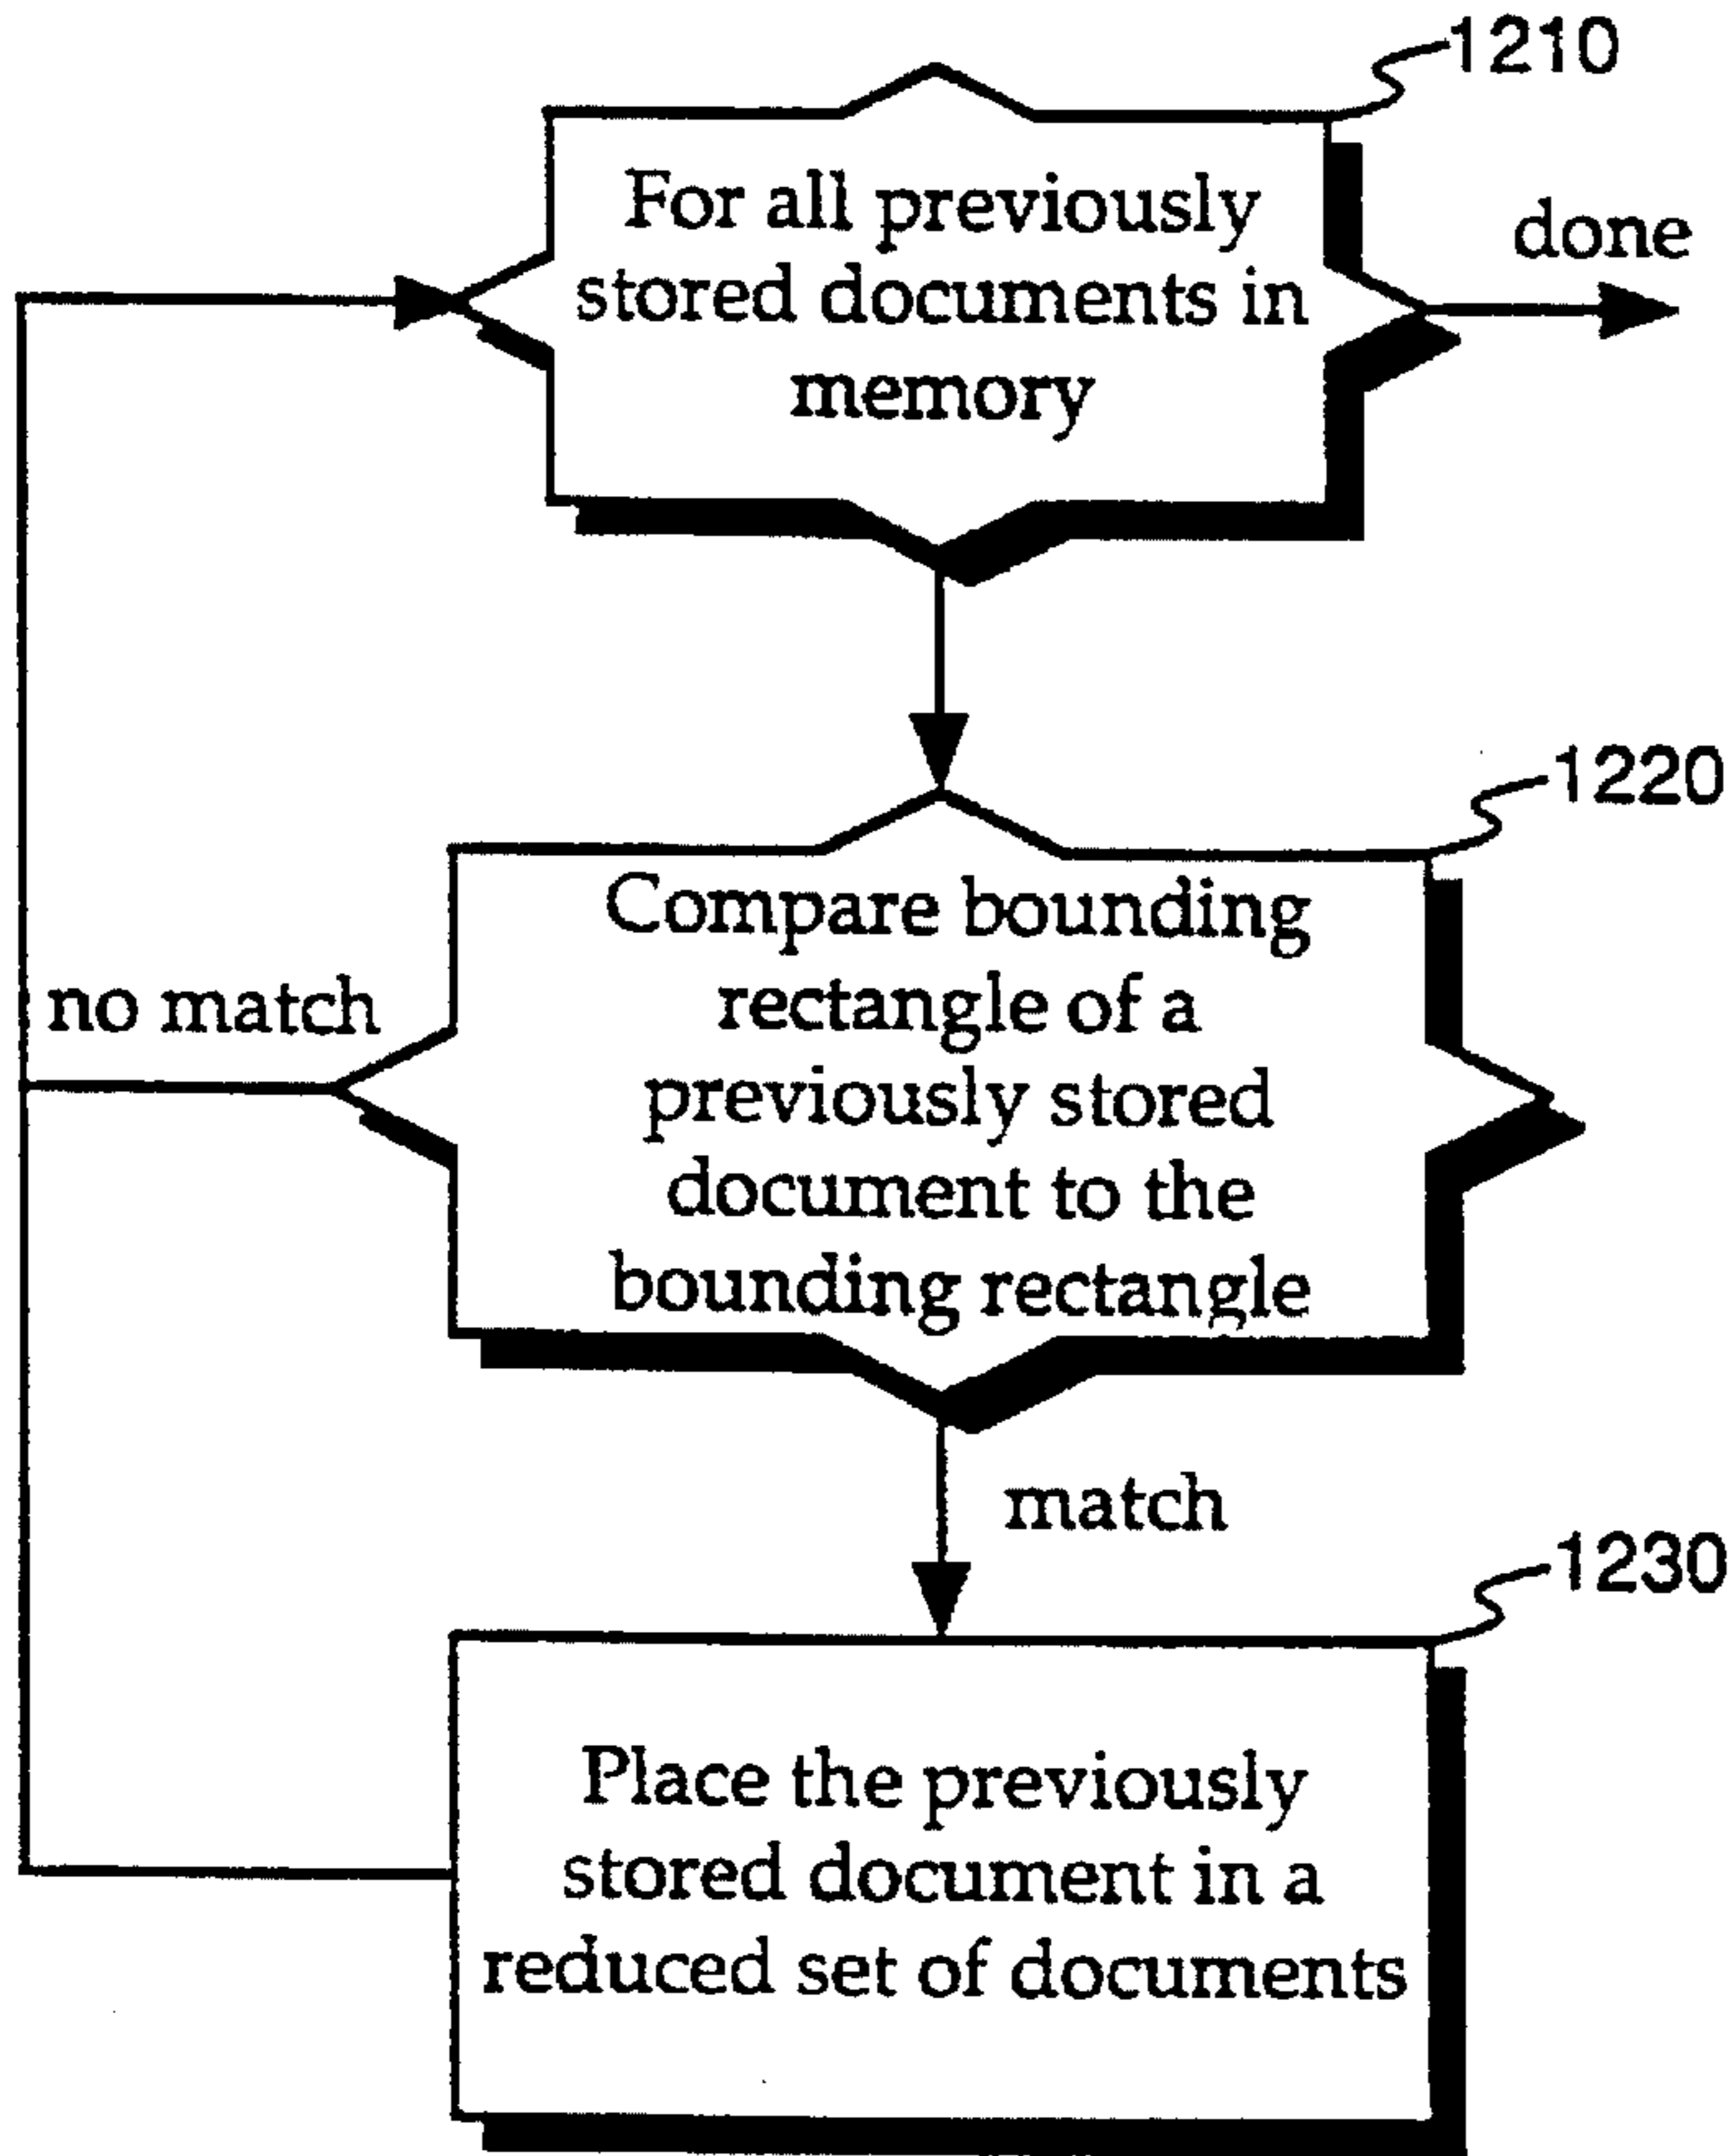 1210
For all previously
stored documents in
memory
done
1220
Compare bounding
rectangle of a
previously stored
document to the
bounding rectangle
no match
match
1230
Place the previously
stored document in a
reduced set of documents